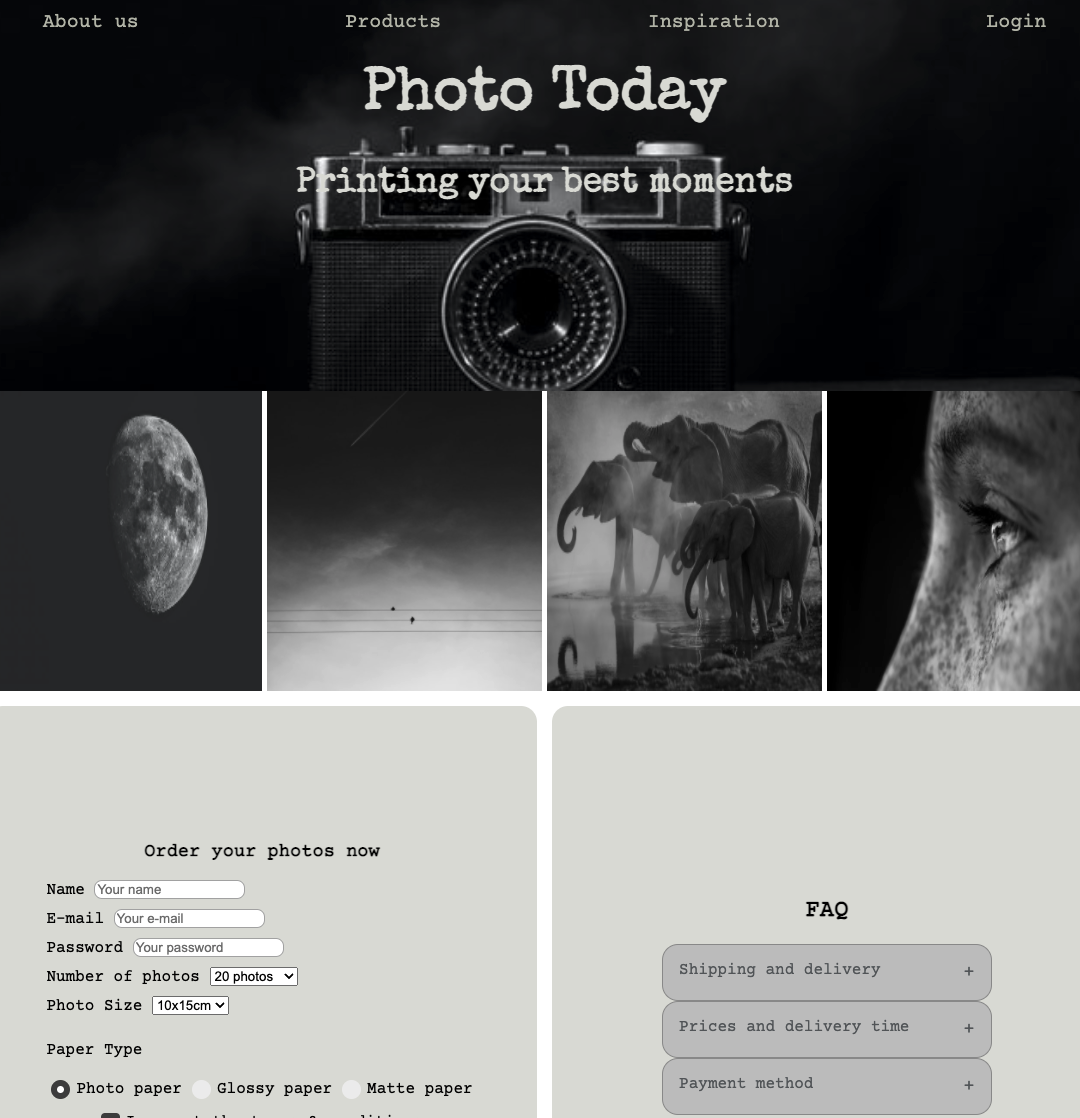 About us Products Inspiration Login
Photo Today
Printing your best moments
Order your photos now
Name Your name
E-mail Your e-mail
Password Your password
Number of photos 20 photos
Photo Size 10x15cm
Paper Type
Photo paper Glossy paper Matte paper
FAQ
Shipping and delivery +
Prices and delivery time +
Payment method +